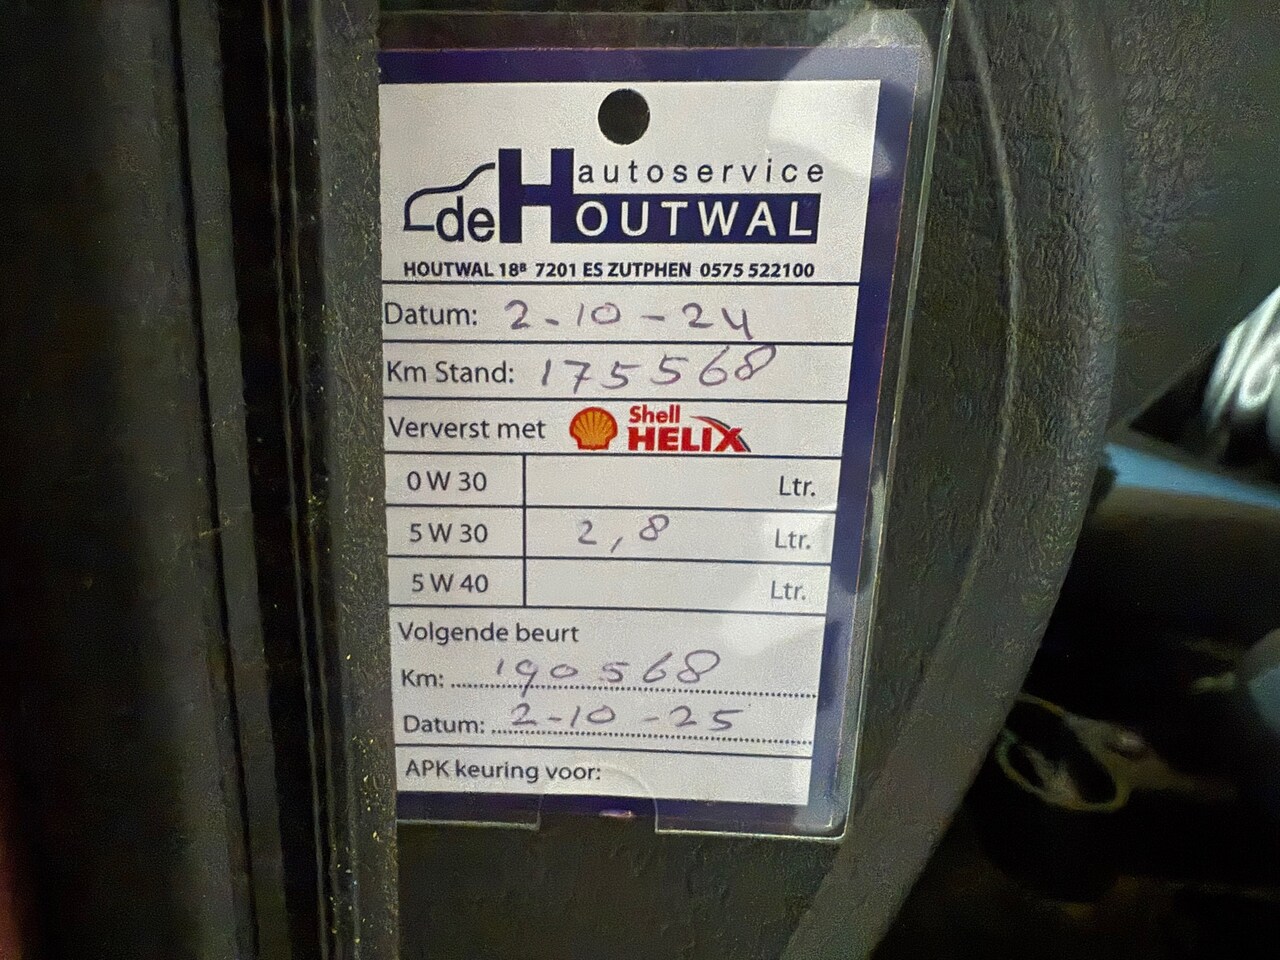 autoservice
de HOUTWAL
HOUTWAL 18ᴮ 7201 ES ZUTPHEN 0575 522100
Datum: 2-10-24
Km Stand: 175568
Ververst met Shell HELIX
0 W 30 Ltr.
5 W 30 2,8 Ltr.
5 W 40 Ltr.
Volgende beurt
Km: 190568
Datum: 2-10-25
APK keuring voor: